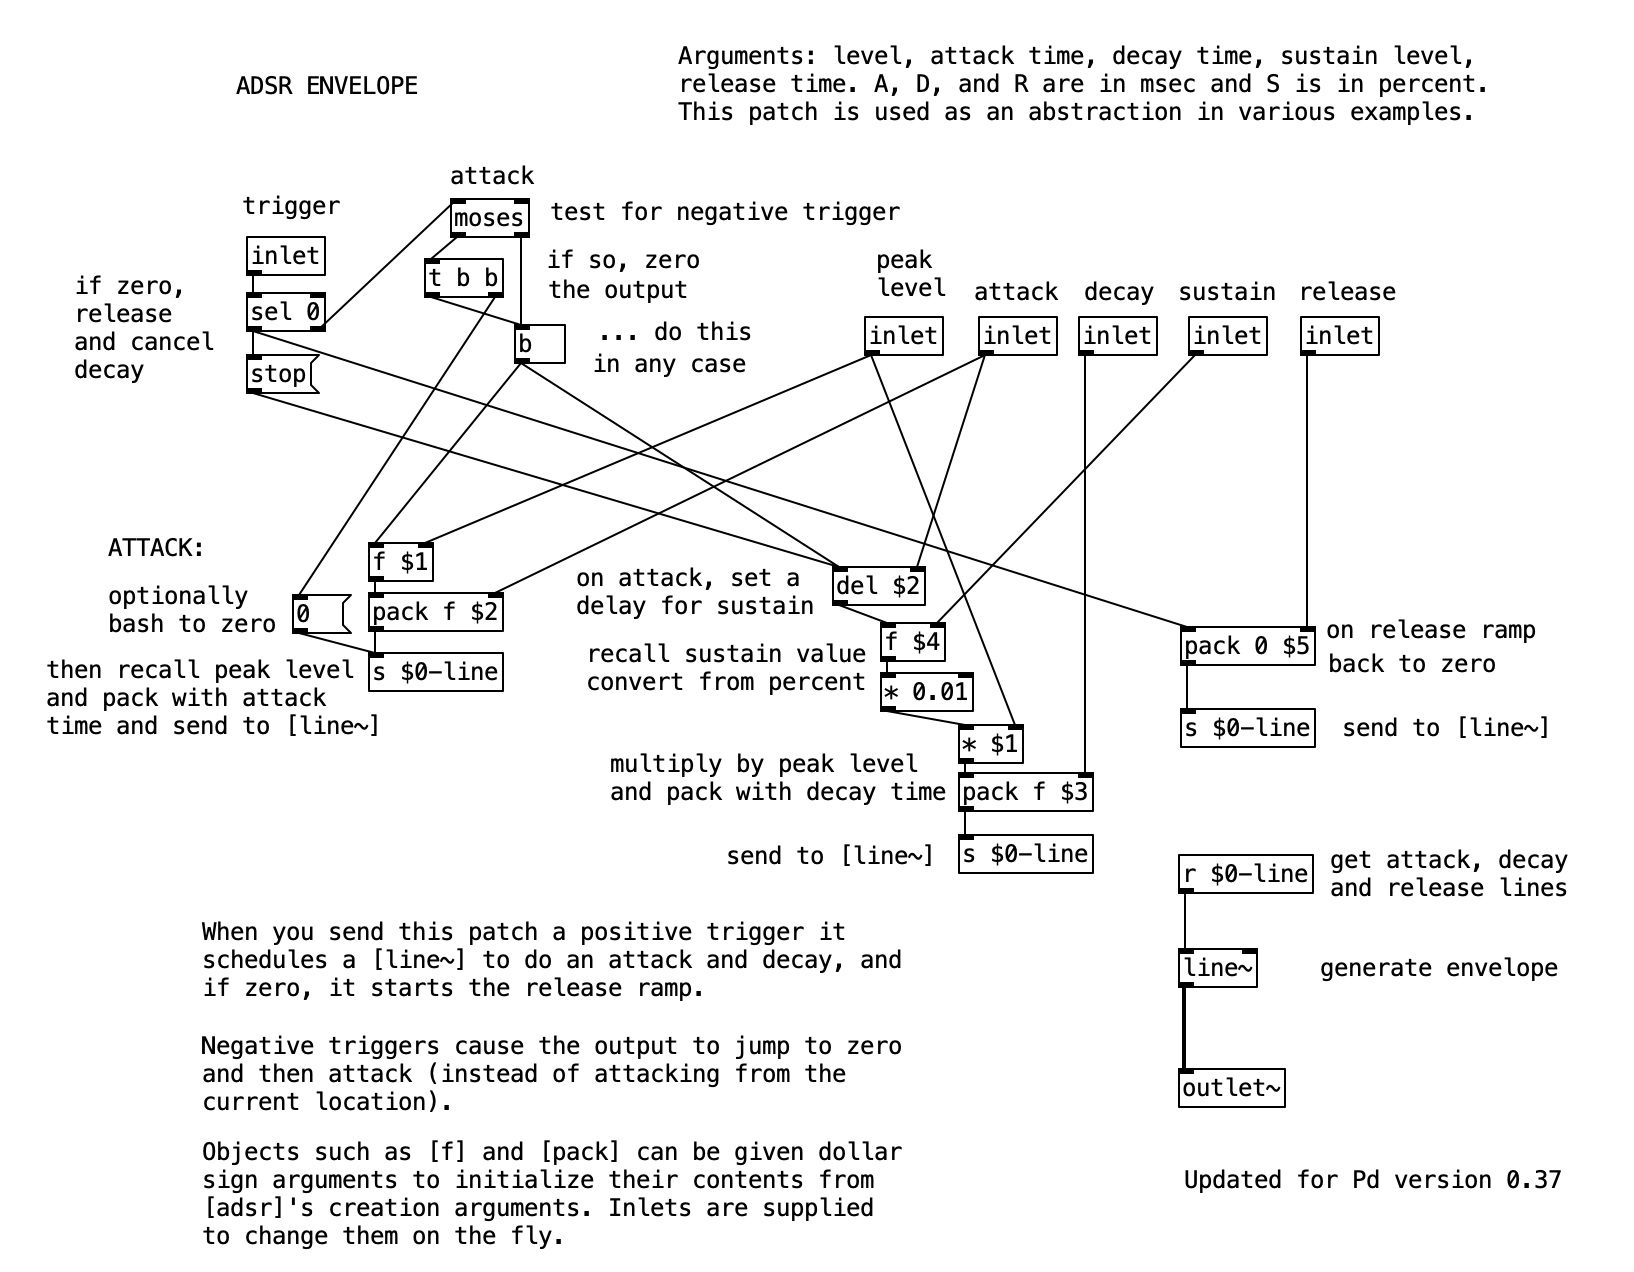 Arguments: level, attack time, decay time, sustain level,
release time. A, D, and R are in msec and S is in percent.
This patch is used as an abstraction in various examples.
ADSR ENVELOPE
attack
trigger
moses
test for negative trigger
inlet
t b b
if so, zero
the output
if zero,
release
and cancel
decay
sel 0
stop
b
... do this
in any case
peak
level
attack
decay
sustain
release
inlet
inlet
inlet
inlet
inlet
ATTACK:
f $1
optionally
bash to zero
0
pack f $2
then recall peak level
and pack with attack
time and send to [line~]
s $0-line
on attack, set a
delay for sustain
del $2
f $4
recall sustain value
convert from percent
* 0.01
* $1
multiply by peak level
and pack with decay time
pack f $3
send to [line~]
s $0-line
pack 0 $5
on release ramp
back to zero
s $0-line
send to [line~]
r $0-line
get attack, decay
and release lines
line~
generate envelope
outlet~
When you send this patch a positive trigger it
schedules a [line~] to do an attack and decay, and
if zero, it starts the release ramp.
Negative triggers cause the output to jump to zero
and then attack (instead of attacking from the
current location).
Objects such as [f] and [pack] can be given dollar
sign arguments to initialize their contents from
[adsr]'s creation arguments. Inlets are supplied
to change them on the fly.
Updated for Pd version 0.37